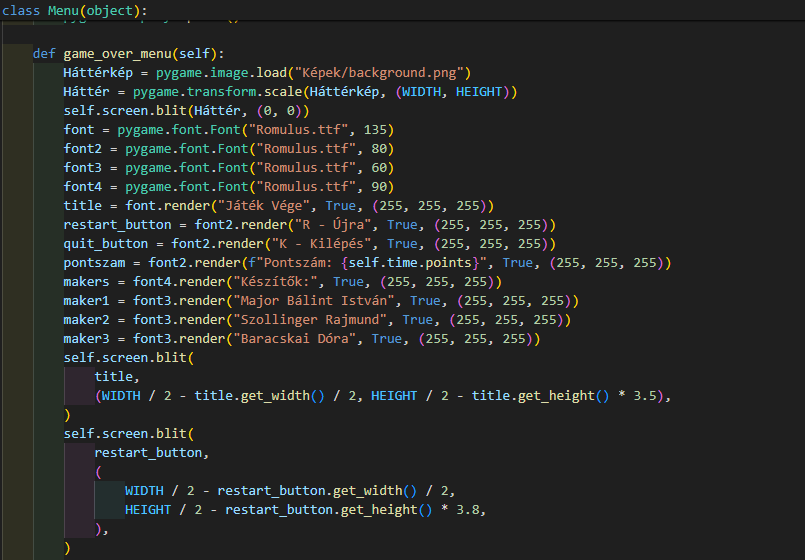 class Menu(object):
    def game_over_menu(self):
        Háttérkép = pygame.image.load("Képek/background.png")
        Háttér = pygame.transform.scale(Háttérkép, (WIDTH, HEIGHT))
        self.screen.blit(Háttér, (0, 0))
        font = pygame.font.Font("Romulus.ttf", 135)
        font2 = pygame.font.Font("Romulus.ttf", 80)
        font3 = pygame.font.Font("Romulus.ttf", 60)
        font4 = pygame.font.Font("Romulus.ttf", 90)
        title = font.render("Játék Vége", True, (255, 255, 255))
        restart_button = font2.render("R - Újra", True, (255, 255, 255))
        quit_button = font2.render("K - Kilépés", True, (255, 255, 255))
        pontszam = font2.render(f"Pontszám: {self.time.points}", True, (255, 255, 255))
        makers = font4.render("Készítők:", True, (255, 255, 255))
        maker1 = font3.render("Major Bálint István", True, (255, 255, 255))
        maker2 = font3.render("Szollinger Rajmund", True, (255, 255, 255))
        maker3 = font3.render("Baracskai Dóra", True, (255, 255, 255))
        self.screen.blit(
            title,
            (WIDTH / 2 - title.get_width() / 2, HEIGHT / 2 - title.get_height() * 3.5),
        )
        self.screen.blit(
            restart_button,
            (
                WIDTH / 2 - restart_button.get_width() / 2,
                HEIGHT / 2 - restart_button.get_height() * 3.8,
            ),
        )